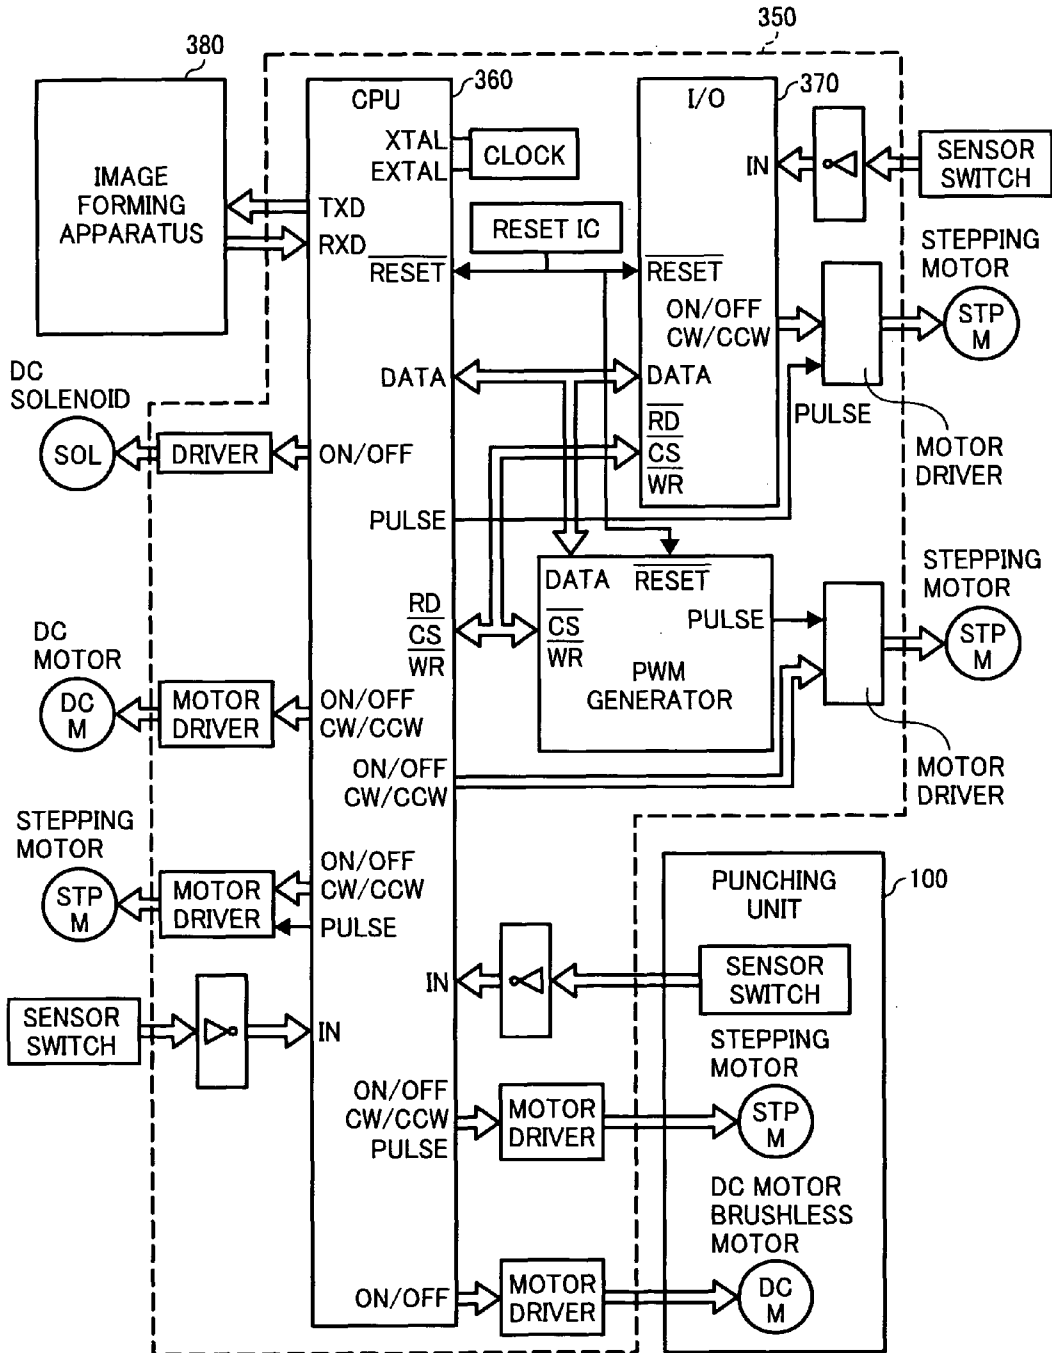 350
380
360
370
CPU
I/O
XTAL
EXTAL
CLOCK
IN
SENSOR
SWITCH
IMAGE
FORMING
APPARATUS
TXD
RXD
RESET IC
RESET
RESET
STEPPING
MOTOR
ON/OFF
CW/CCW
STP
M
DC
SOLENOID
DATA
DATA
PULSE
SOL
DRIVER
ON/OFF
RD
CS
WR
MOTOR
DRIVER
PULSE
DATA
RESET
STEPPING
MOTOR
RD
CS
WR
CS
WR
PULSE
STP
M
PWM
GENERATOR
DC
MOTOR
DC
M
MOTOR
DRIVER
ON/OFF
CW/CCW
ON/OFF
CW/CCW
MOTOR
DRIVER
STEPPING
MOTOR
STP
M
MOTOR
DRIVER
ON/OFF
CW/CCW
PULSE
PUNCHING
UNIT
100
IN
SENSOR
SWITCH
SENSOR
SWITCH
IN
STEPPING
MOTOR
ON/OFF
CW/CCW
PULSE
MOTOR
DRIVER
STP
M
DC MOTOR
BRUSHLESS
MOTOR
ON/OFF
MOTOR
DRIVER
DC
M